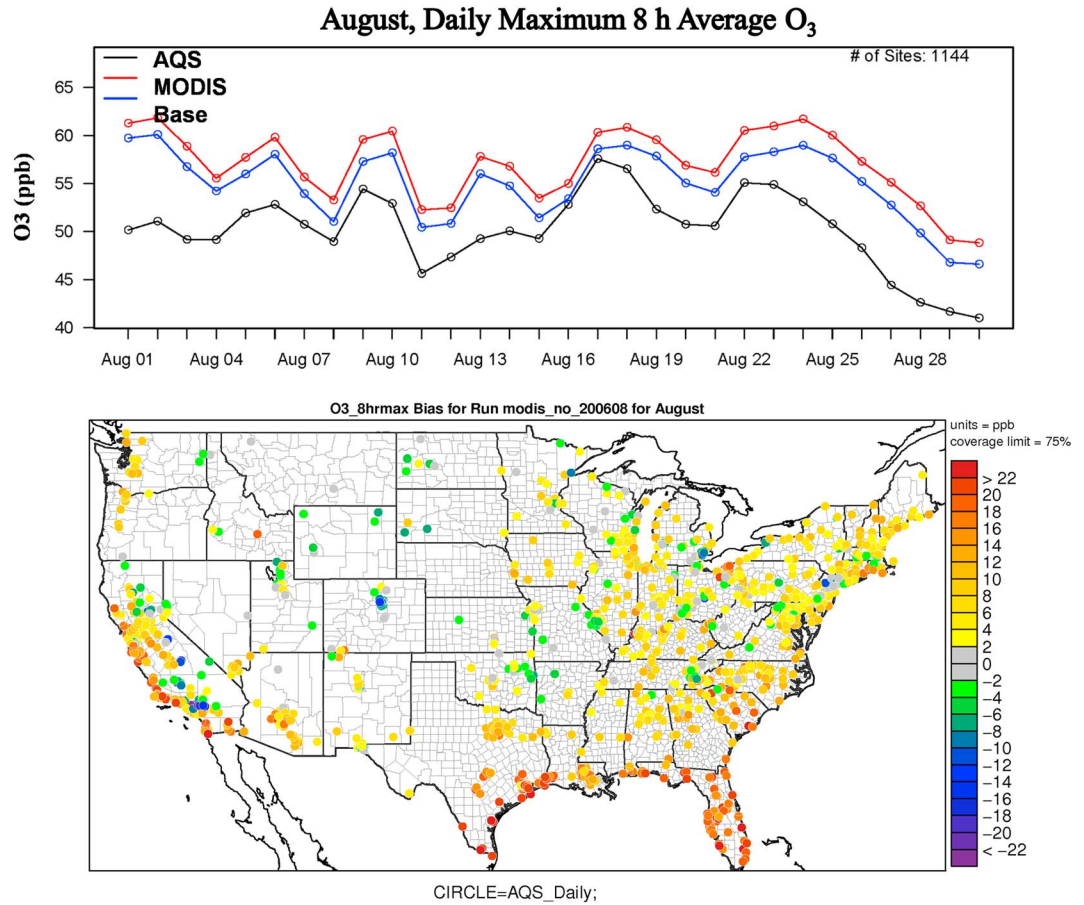 August, Daily Maximum 8 h Average O₃
AQS
MODIS
Base
# of Sites: 1144
O3 (ppb)
65
60
55
50
45
40
Aug 01 Aug 04 Aug 07 Aug 10 Aug 13 Aug 16 Aug 19 Aug 22 Aug 25 Aug 28
O3_8hrmax Bias for Run modis_no_200608 for August
units = ppb
coverage limit = 75%
> 22
20
18
16
14
12
10
8
6
4
2
0
−2
−4
−6
−8
−10
−12
−14
−16
−18
−20
< −22
CIRCLE=AQS_Daily;